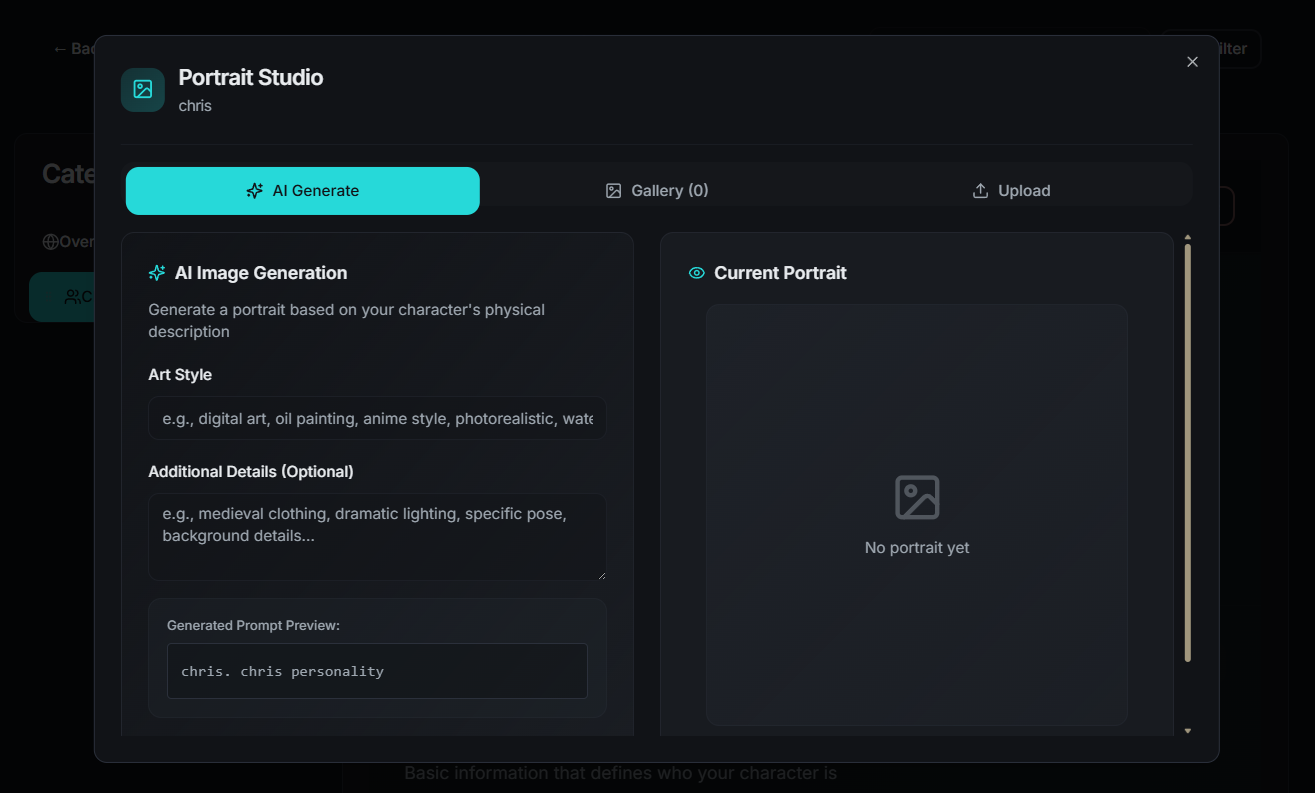 ← Bac
ilter
Portrait Studio
chris
Cate
AI Generate
Gallery (0)
Upload
Over
C
AI Image Generation
Generate a portrait based on your character's physical
description
Art Style
e.g., digital art, oil painting, anime style, photorealistic, wate
Additional Details (Optional)
e.g., medieval clothing, dramatic lighting, specific pose,
background details...
Generated Prompt Preview:
chris. chris personality
Current Portrait
No portrait yet
Basic information that defines who your character is